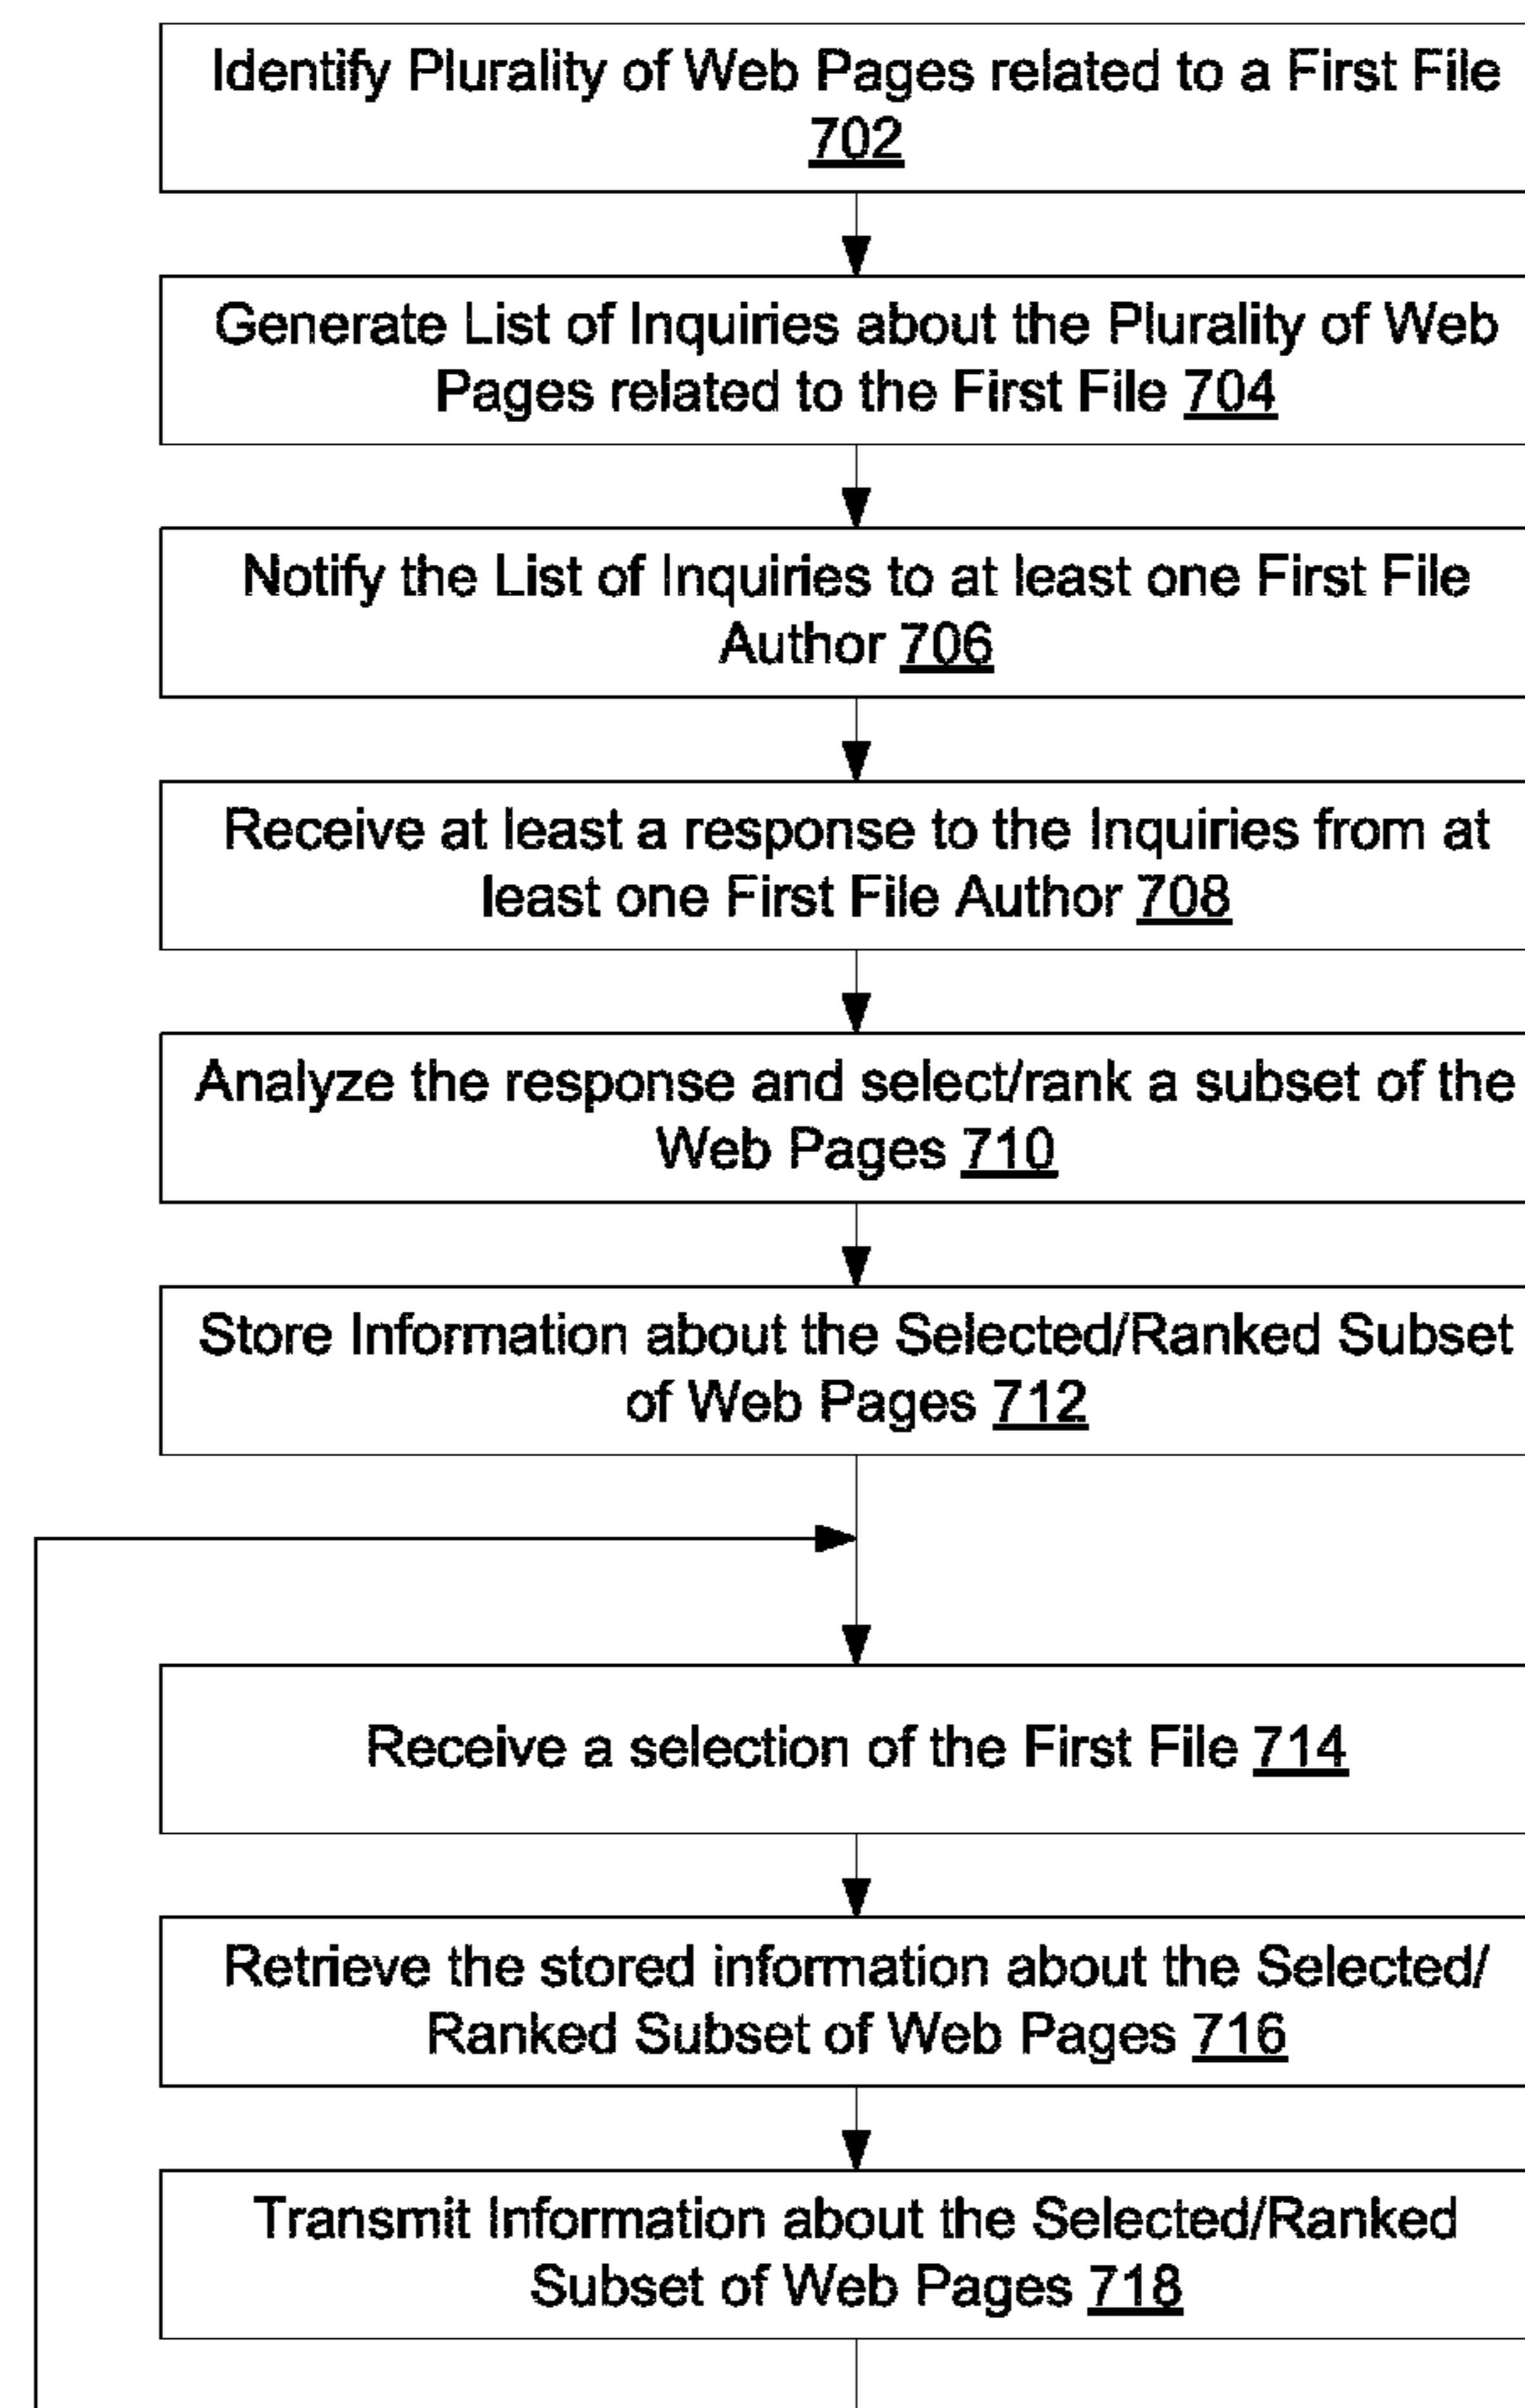 Identify Plurality of Web Pages related to a First File
702
Generate List of Inquiries about the Plurality of Web
Pages related to the First File 704
Notify the List of Inquiries to at least one First File
Author 706
Receive at least a response to the Inquiries from at
least one First File Author 708
Analyze the response and select/rank a subset of the
Web Pages 710
Store Information about the Selected/Ranked Subset
of Web Pages 712
Receive a selection of the First File 714
Retrieve the stored information about the Selected/
Ranked Subset of Web Pages 716
Transmit Information about the Selected/Ranked
Subset of Web Pages 718